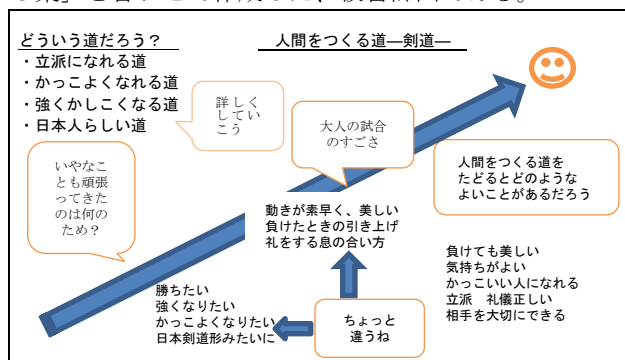 どういう道だろう？
・立派になれる道
・かっこよくなれる道
・強くかしこくなる道
・日本人らしい道
人間をつくる道―剣道―
詳しく
してい
こう
大人の試合
のすごさ
いやなこ
とも頑張
ってきた
のは何の
ため？
人間をつくる道を
たどるとどのような
よいことがあるだろう
動きが素早く、美しい
負けたときの引き上げ
礼をする息の合い方
勝ちたい
強くなりたい
かっこよくなりたい
日本剣道形みたいに
ちょっと
違うね
負けても美しい
気持ちがよい
かっこいい人になれる
立派　礼儀正しい
相手を大切にできる